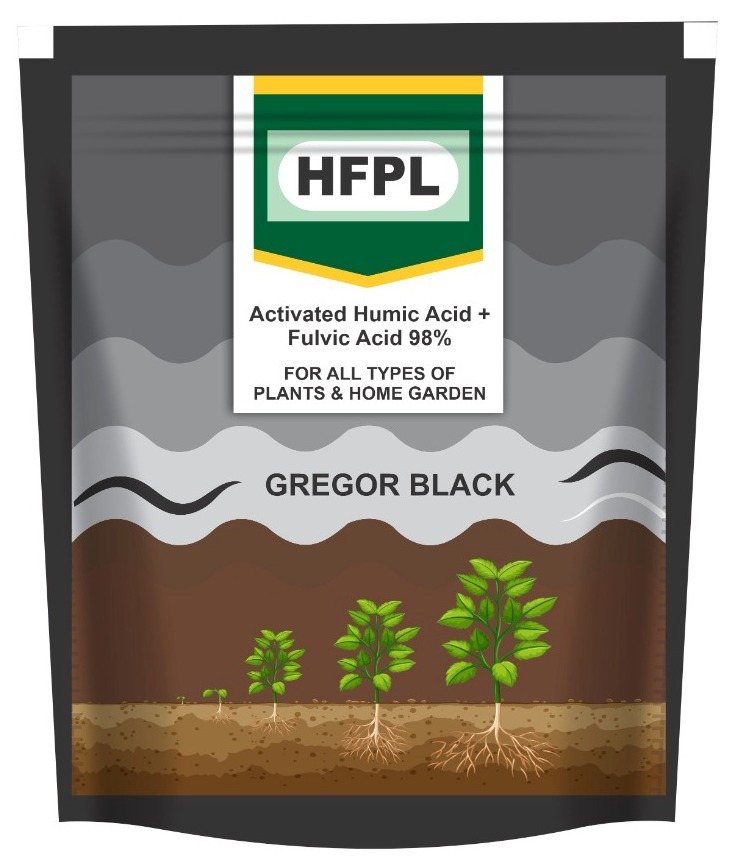 HFPL
Activated Humic Acid +
Fulvic Acid 98%
FOR ALL TYPES OF
PLANTS & HOME GARDEN
GREGOR BLACK